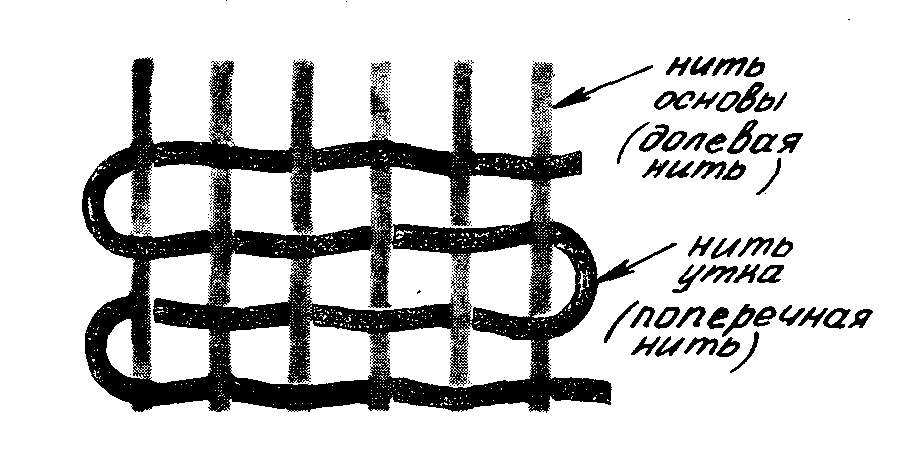 нить
основы
(долевая
нить)
нить
утка
(поперечная
нить)